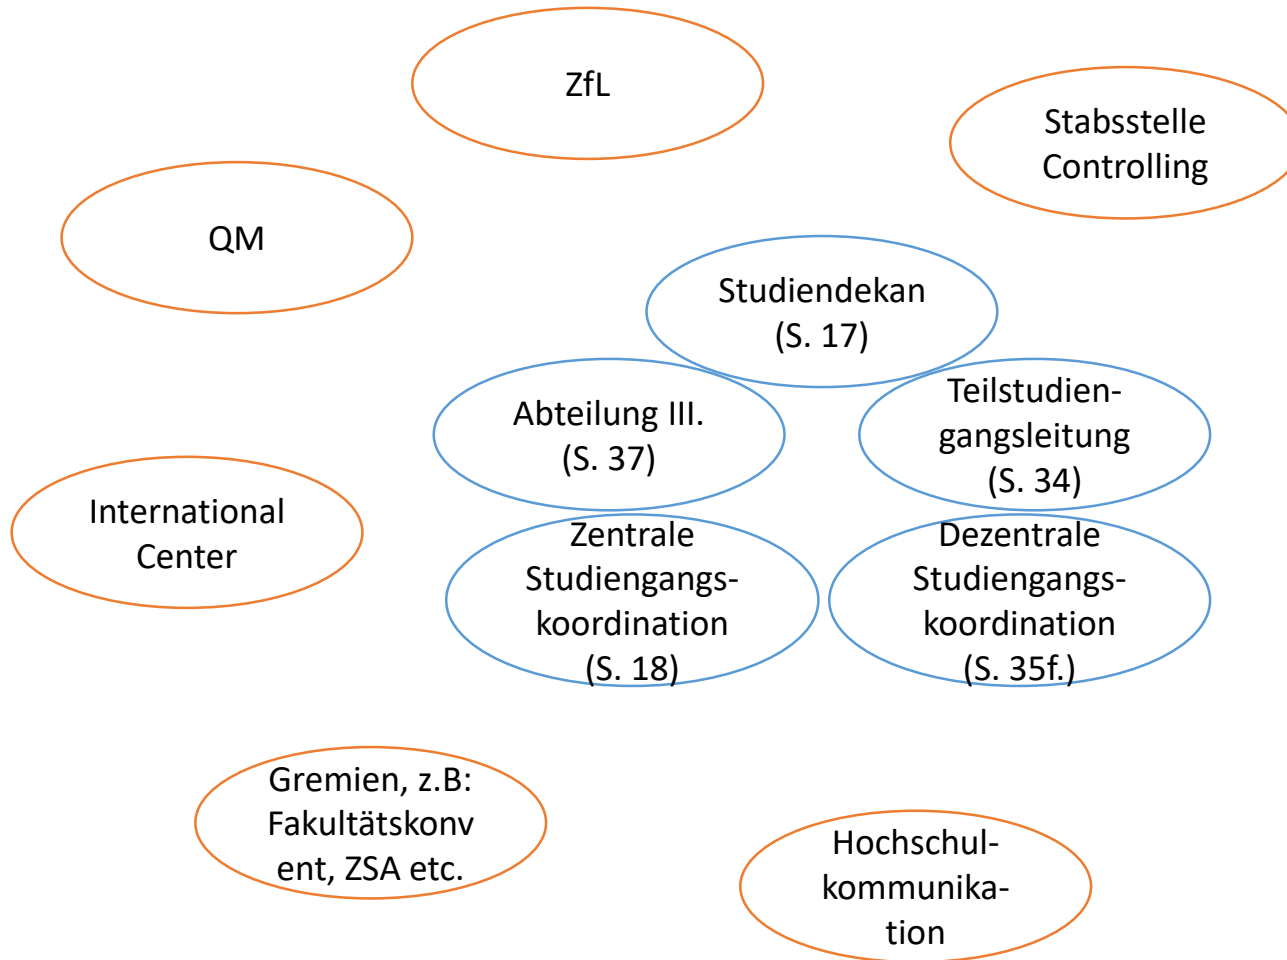 ZfL
Stabsstelle
Controlling
QM
Studiendekan
(S. 17)
Abteilung III.
(S. 37)
Teilstudien-
gangsleitung
(S. 34)
International
Center
Zentrale
Studiengangs-
koordination
(S. 18)
Dezentrale
Studiengangs-
koordination
(S. 35f.)
Gremien, z.B:
Fakultätskonv
ent, ZSA etc.
Hochschul-
kommunika-
tion